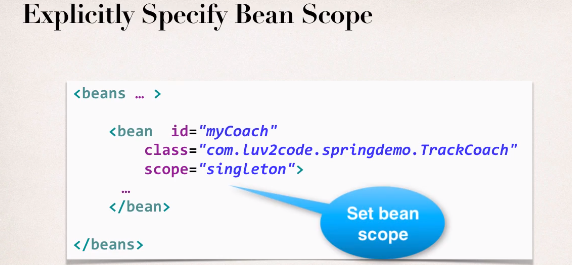 Explicitly Specify Bean Scope
<beans … >
<bean id="myCoach"
class="com.luv2code.springdemo.TrackCoach"
scope="singleton">
…
</bean>
Set bean
scope
</beans>